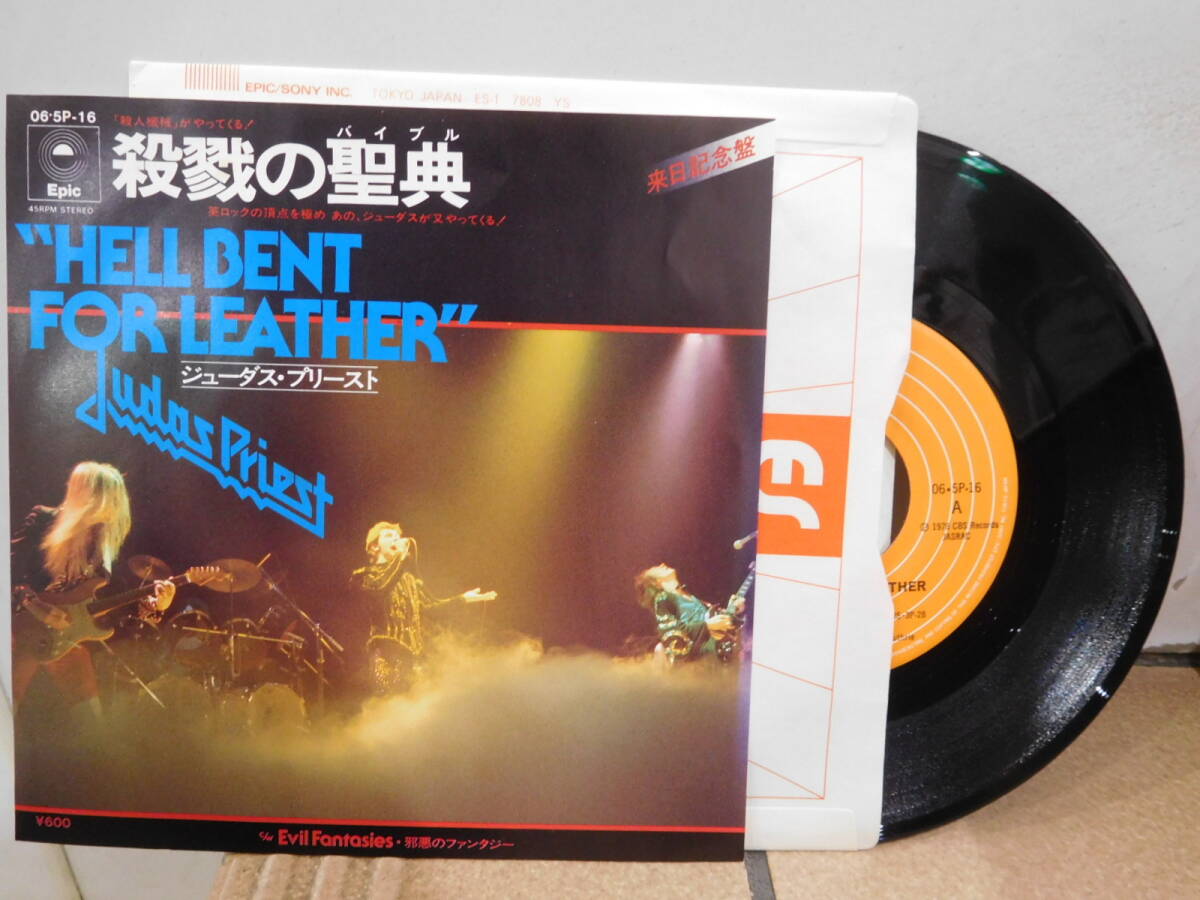 EPIC/SONY INC. TOKYO JAPAN ES-1 7808 YS
06・5P-16
Epic
45RPM STEREO
「殺人機械」がやってくる！
バイブル
殺戮の聖典
英ロックの頂点を極め あの、ジューダスが又やってくる！
来日記念盤
"HELL BENT
FOR LEATHER"
ジューダス・プリースト
Judas Priest
¥600
c/w Evil Fantasies・邪悪のファンタジー
ES
06・5P-16
A
Ⓟ 1978 CBS Records
JASRAC
THER